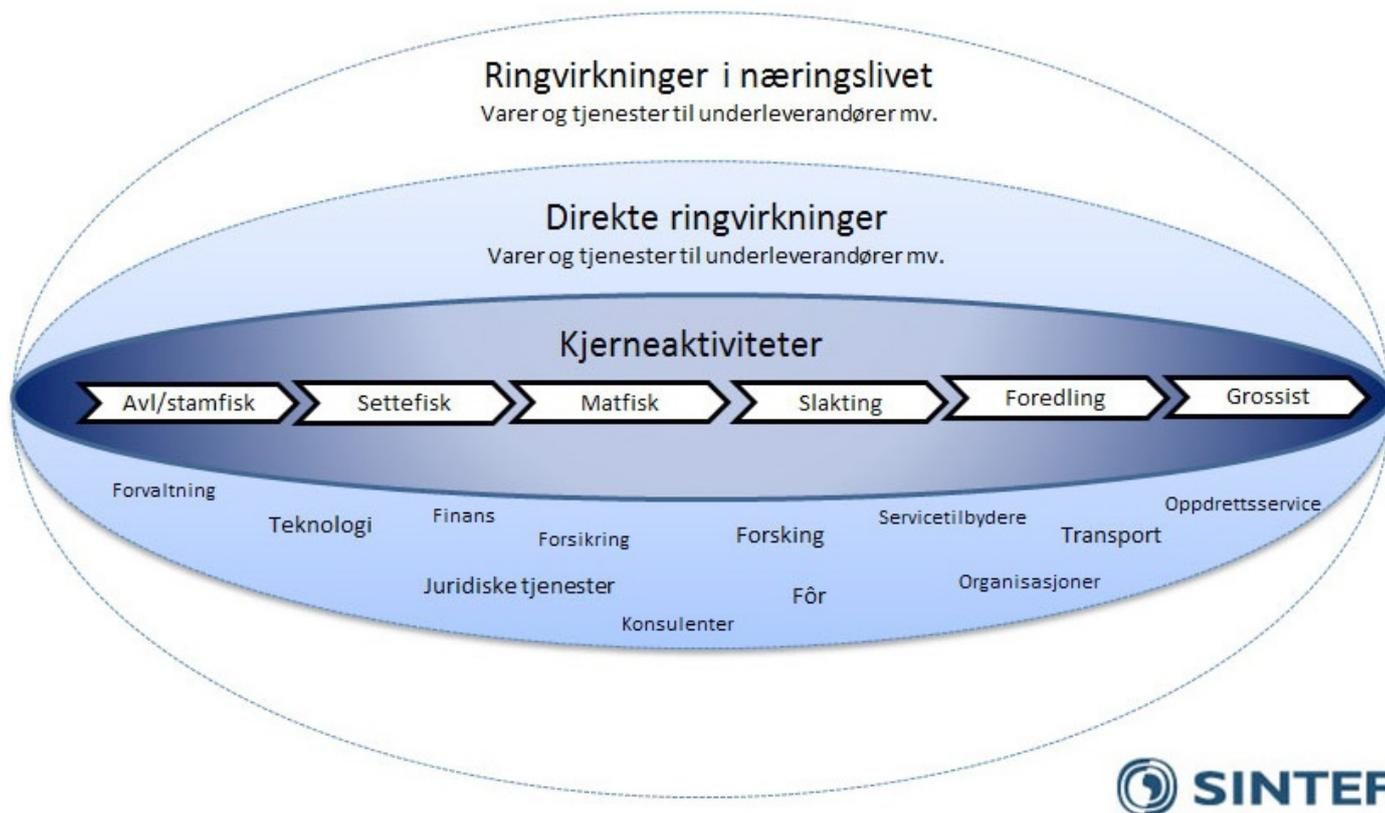 Ringvirkninger i næringslivet
Varer og tjenester til underleverandører mv.
Direkte ringvirkninger
Varer og tjenester til underleverandører mv.
Kjerneaktiviteter
Avl/stamfisk
Settefisk
Matfisk
Slakting
Foredling
Grossist
Forvaltning
Teknologi
Finans
Forsikring
Forsking
Servicetilbydere
Transport
Oppdrettsservice
Juridiske tjenester
Konsulenter
Fôr
Organisasjoner
SINTEF